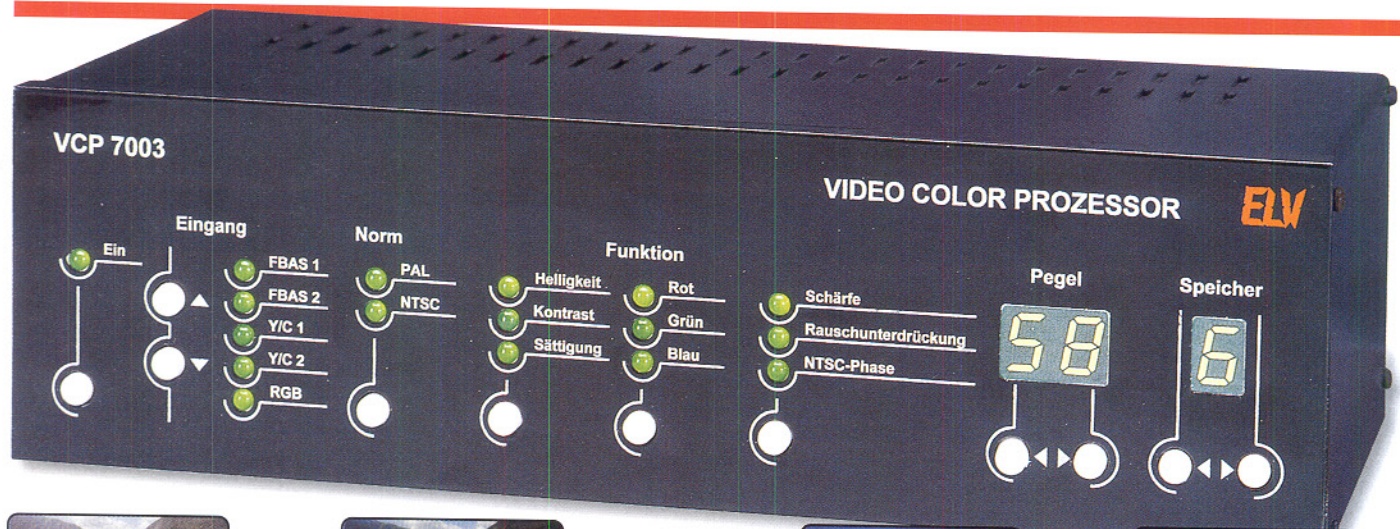 VCP 7003
VIDEO COLOR PROZESSOR
ELV
Eingang
Norm
Funktion
Pegel
Speicher
Ein
FBAS 1
FBAS 2
Y/C 1
Y/C 2
RGB
PAL
NTSC
Helligkeit
Kontrast
Sättigung
Rot
Grün
Blau
Schärfe
Rauschunterdrückung
NTSC-Phase
58
6